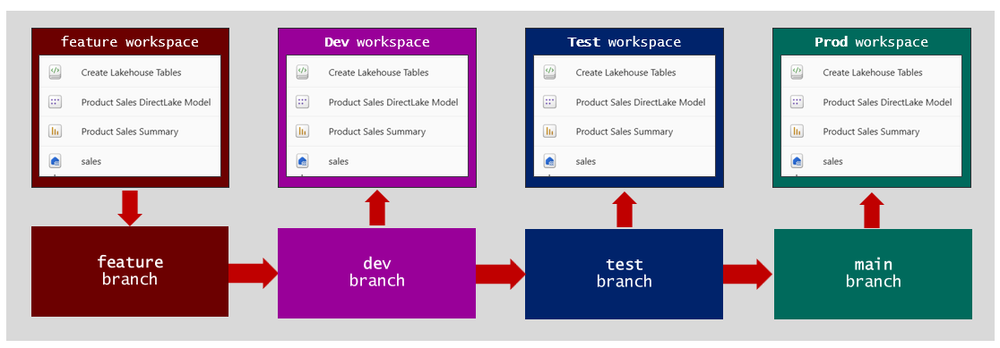 feature workspace
Create Lakehouse Tables
Product Sales DirectLake Model
Product Sales Summary
sales
Dev workspace
Create Lakehouse Tables
Product Sales DirectLake Model
Product Sales Summary
sales
Test workspace
Create Lakehouse Tables
Product Sales DirectLake Model
Product Sales Summary
sales
Prod workspace
Create Lakehouse Tables
Product Sales DirectLake Model
Product Sales Summary
sales
feature
branch
dev
branch
test
branch
main
branch